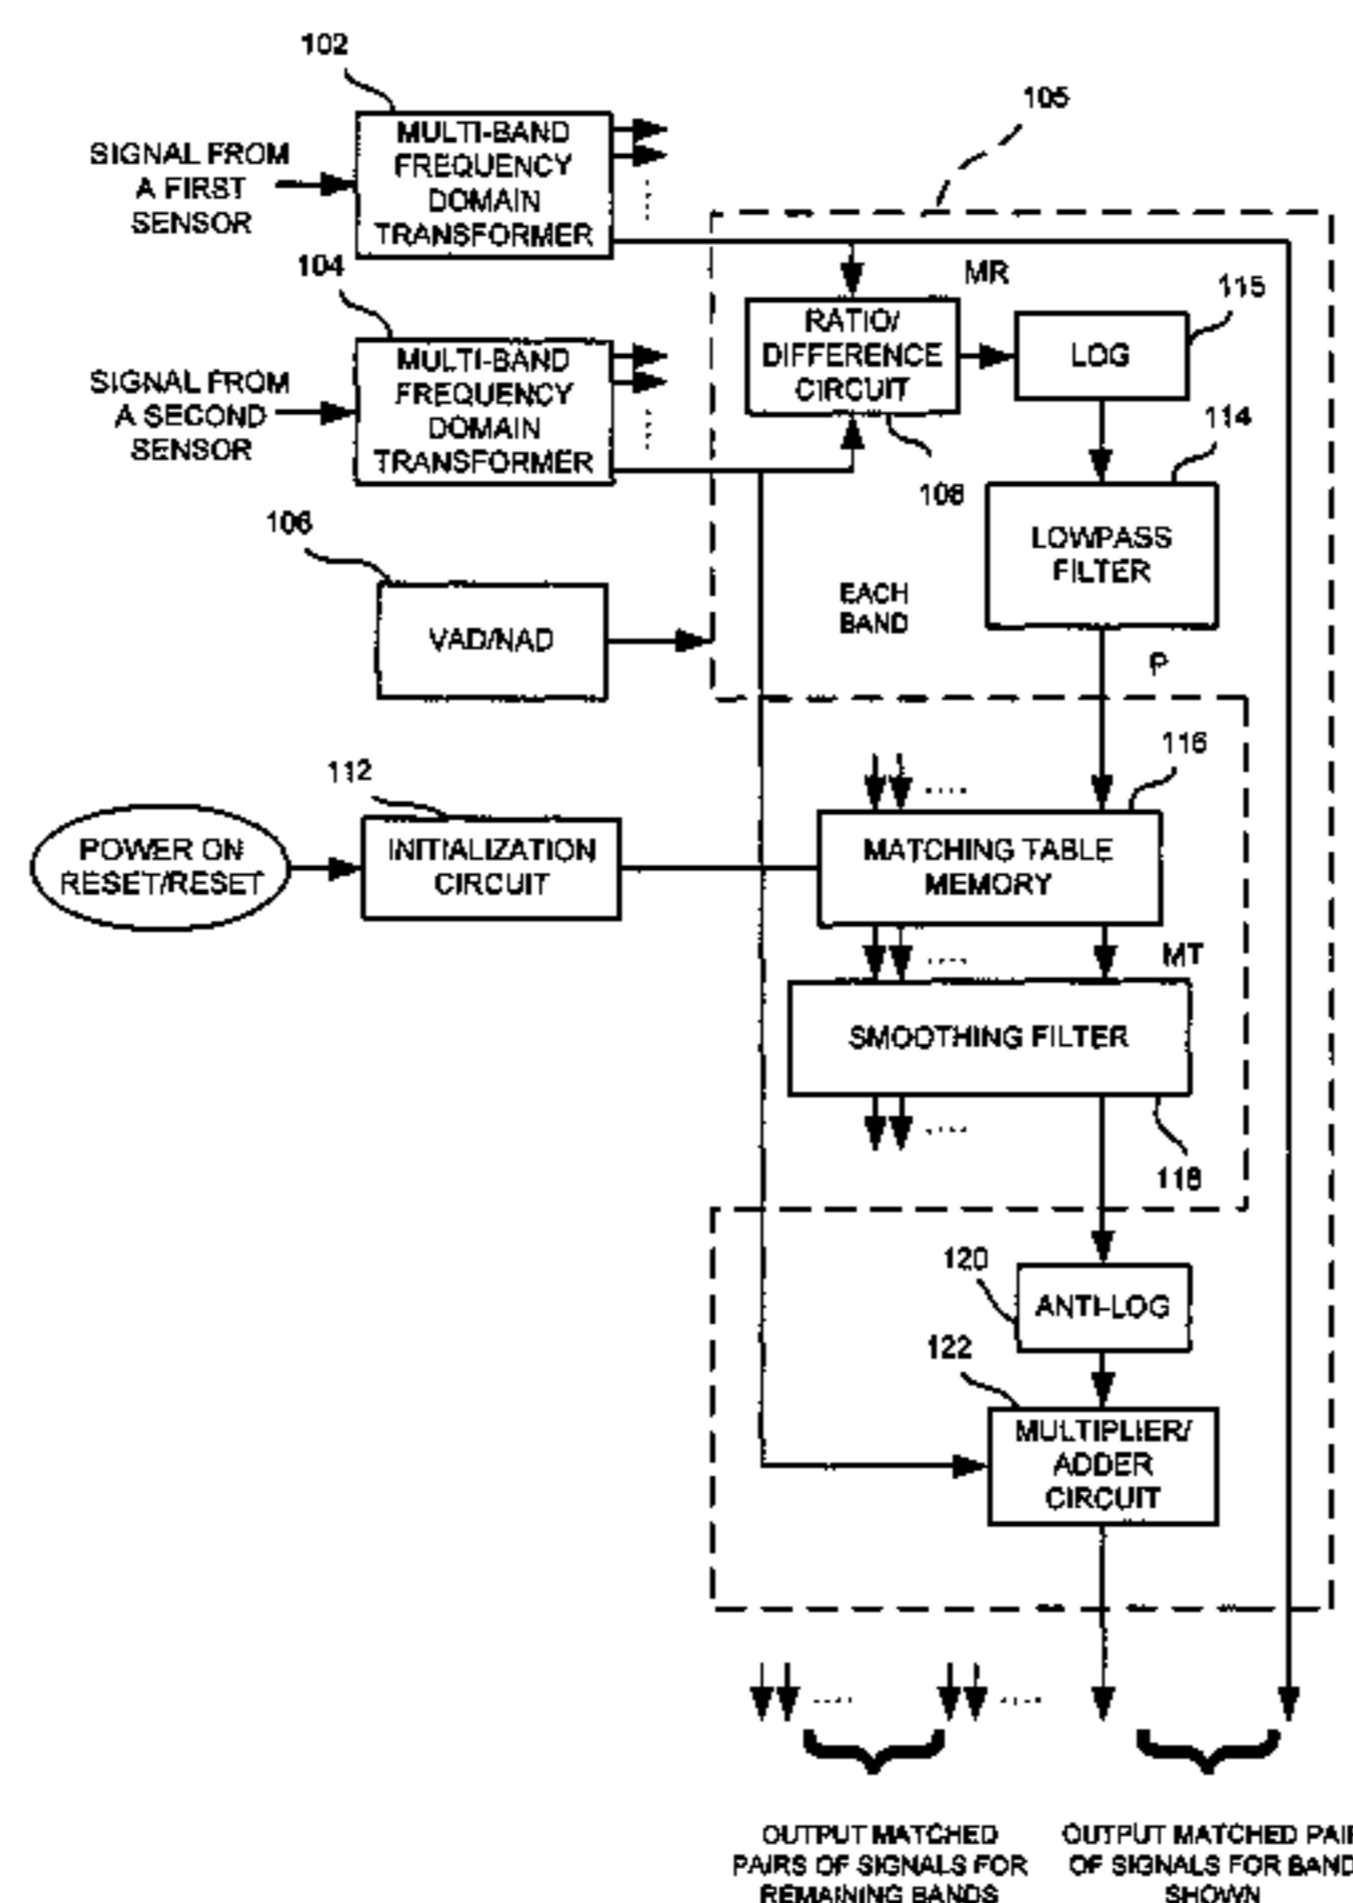 102
MULTI-BAND
FREQUENCY
DOMAIN
TRANSFORMER
SIGNAL FROM
A FIRST
SENSOR
105
104
MULTI-BAND
FREQUENCY
DOMAIN
TRANSFORMER
SIGNAL FROM
A SECOND
SENSOR
MR
RATIO/
DIFFERENCE
CIRCUIT
108
115
LOG
114
LOWPASS
FILTER
106
VAD/NAD
EACH
BAND
P
112
POWER ON
RESET/RESET
INITIALIZATION
CIRCUIT
116
MATCHING TABLE
MEMORY
MT
SMOOTHING FILTER
118
120
ANTI-LOG
122
MULTIPLIER/
ADDER
CIRCUIT
OUTPUT MATCHED
PAIRS OF SIGNALS FOR
REMAINING BANDS
OUTPUT MATCHED PAIR
OF SIGNALS FOR BAND
SHOWN